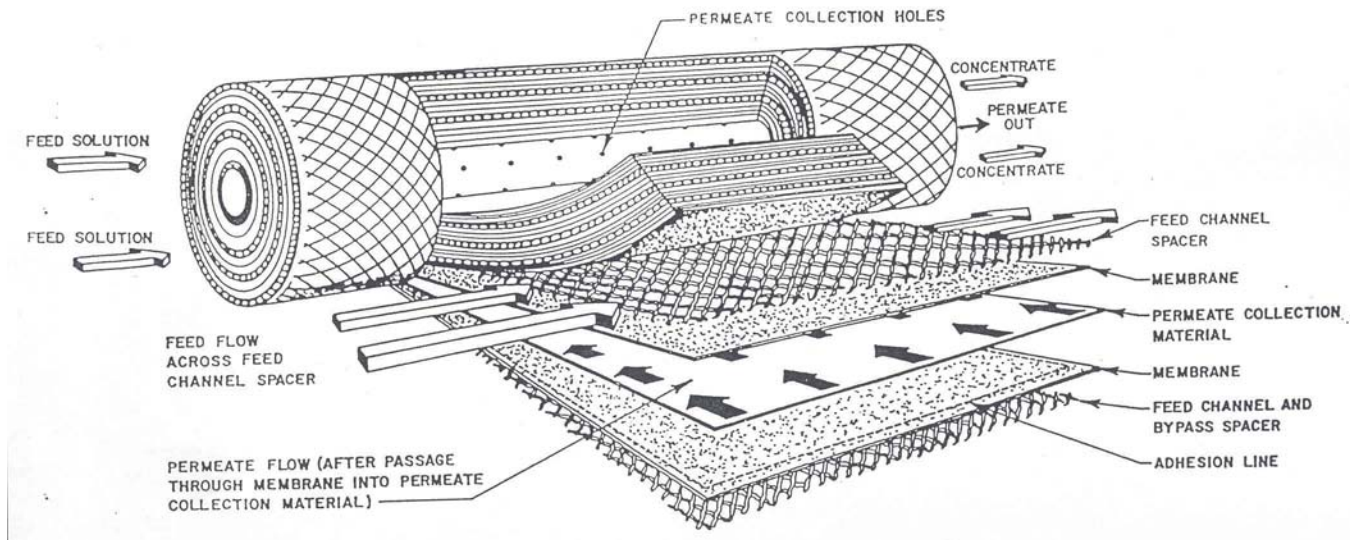 PERMEATE COLLECTION HOLES
CONCENTRATE
PERMEATE
OUT
CONCENTRATE
FEED SOLUTION
FEED SOLUTION
FEED CHANNEL
SPACER
MEMBRANE
PERMEATE COLLECTION
MATERIAL
MEMBRANE
FEED CHANNEL AND
BYPASS SPACER
ADHESION LINE
FEED FLOW
ACROSS FEED
CHANNEL SPACER
PERMEATE FLOW (AFTER PASSAGE
THROUGH MEMBRANE INTO PERMEATE
COLLECTION MATERIAL)